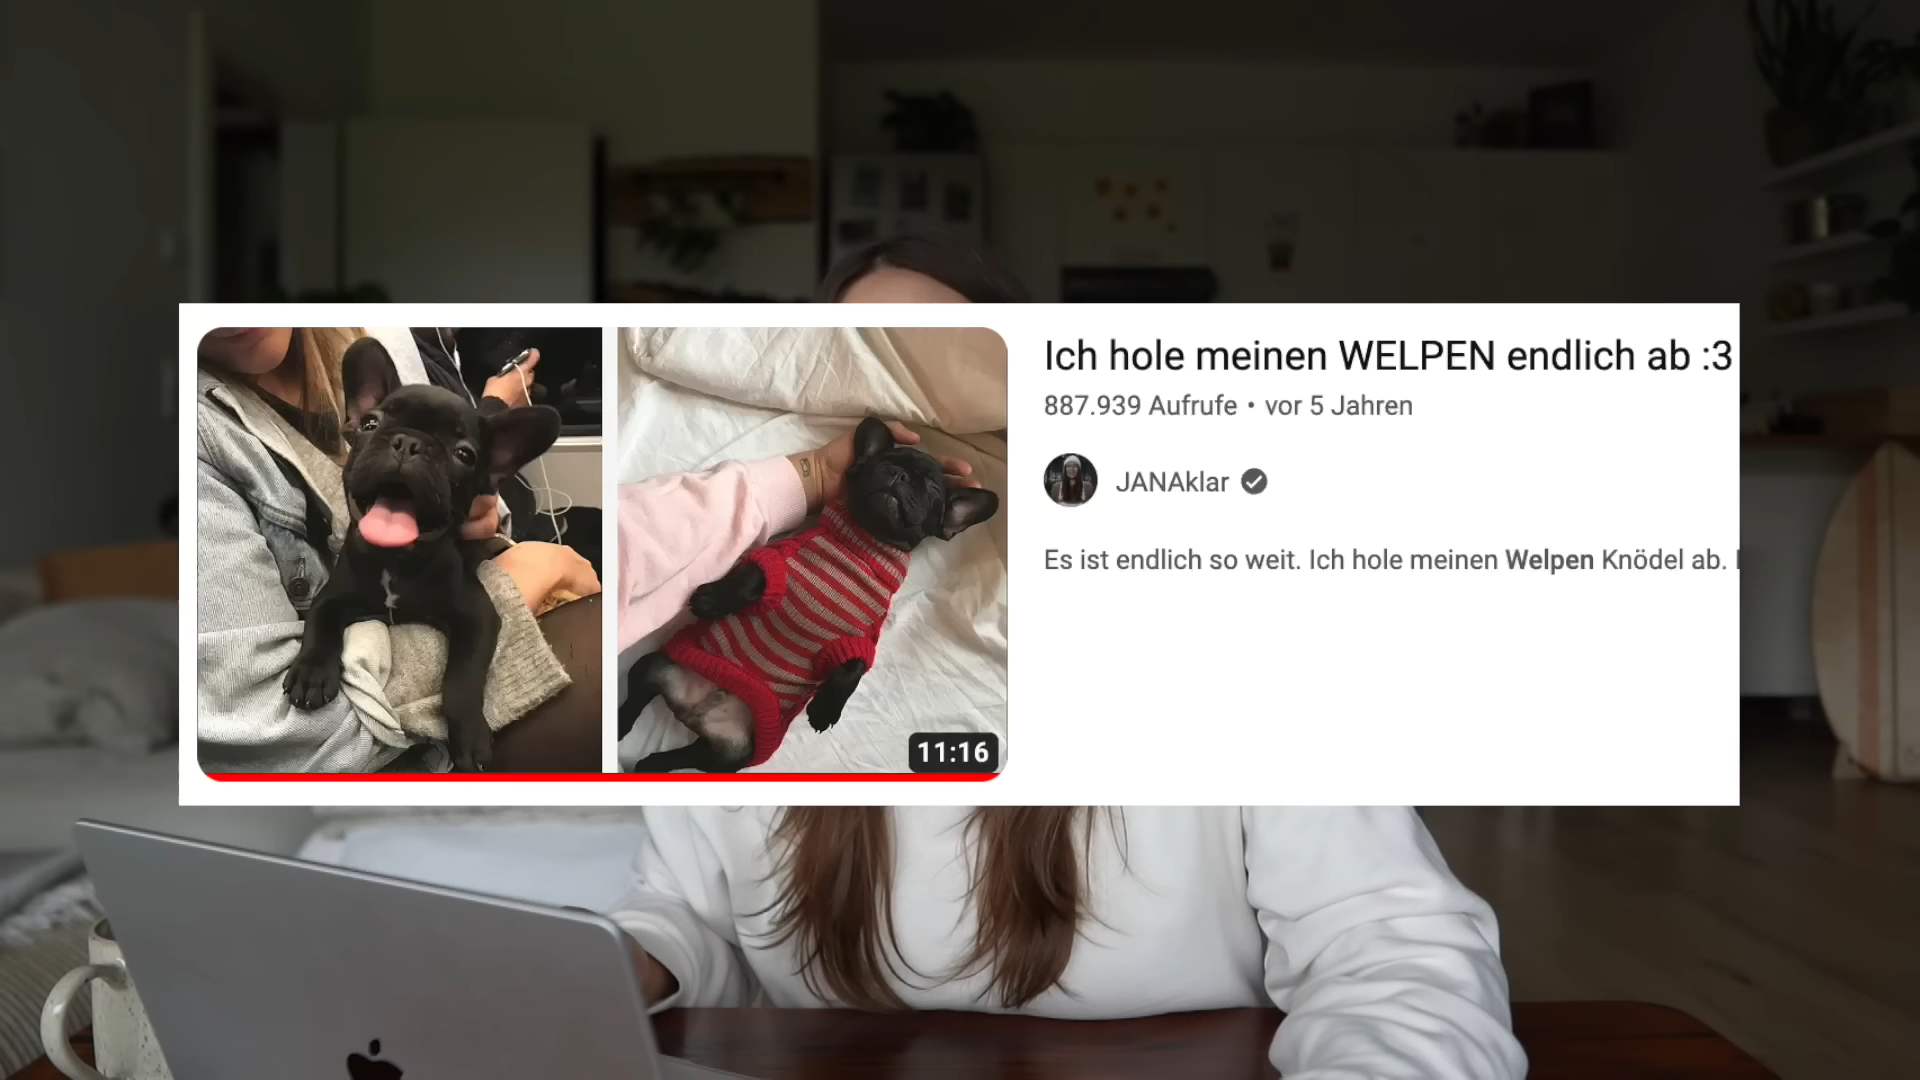 Ich hole meinen WELPEN endlich ab :3
887.939 Aufrufe • vor 5 Jahren
JANAklar
Es ist endlich so weit. Ich hole meinen Welpen Knödel ab.
11:16